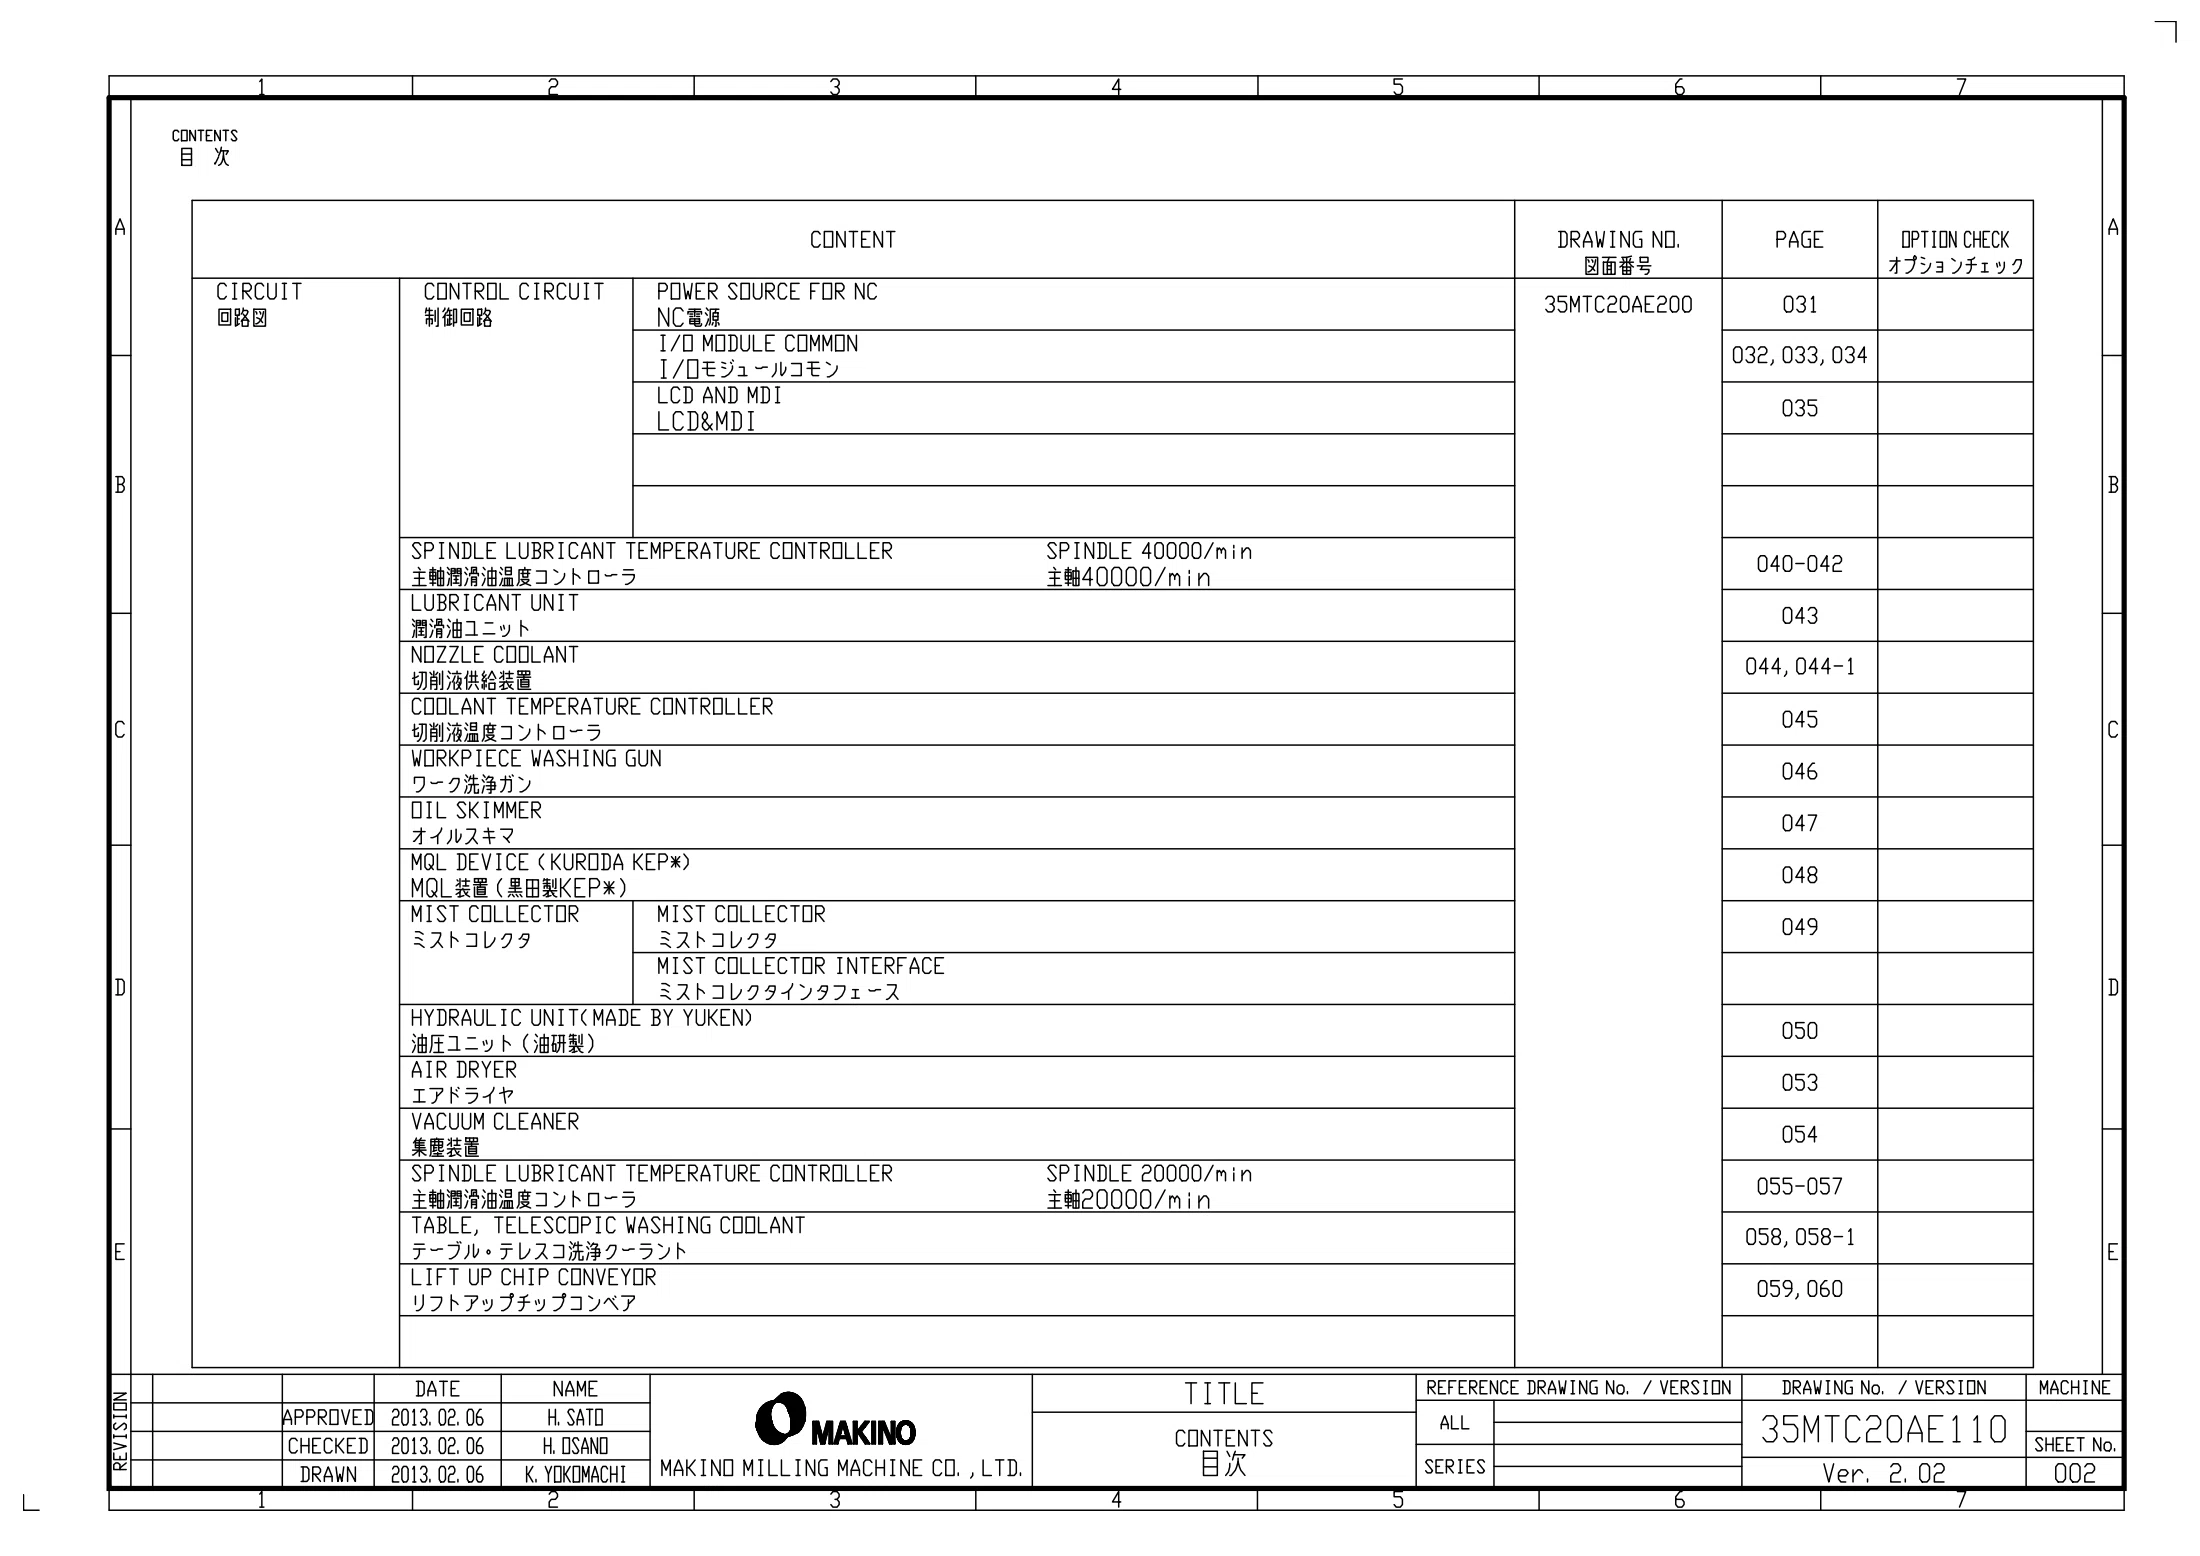 1 2 3 4 5 6 7
CONTENTS
目 次
CONTENT DRAWING NO. PAGE OPTION CHECK
図面番号 オプションチェック
A A
CIRCUIT CONTROL CIRCUIT POWER SOURCE FOR NC 35MTC20AE200 031
回路図 制御回路 NC電源
I/O MODULE COMMON 032,033,034
I/Oモジュールコモン
LCD AND MDI 035
LCD&MDI
B B
SPINDLE LUBRICANT TEMPERATURE CONTROLLER SPINDLE 40000/min 040-042
主軸潤滑油温度コントローラ 主軸40000/min
LUBRICANT UNIT 043
潤滑油ユニット
NOZZLE COOLANT 044,044-1
切削液供給装置
COOLANT TEMPERATURE CONTROLLER 045
切削液温度コントローラ
C C
WORKPIECE WASHING GUN 046
ワーク洗浄ガン
OIL SKIMMER 047
オイルスキマ
MQL DEVICE (KURODA KEP*) 048
MQL装置(黒田製KEP*)
MIST COLLECTOR MIST COLLECTOR 049
ミストコレクタ ミストコレクタ
MIST COLLECTOR INTERFACE
ミストコレクタインタフェース
D D
HYDRAULIC UNIT(MADE BY YUKEN) 050
油圧ユニット(油研製)
AIR DRYER 053
エアドライヤ
VACUUM CLEANER 054
集塵装置
SPINDLE LUBRICANT TEMPERATURE CONTROLLER SPINDLE 20000/min 055-057
主軸潤滑油温度コントローラ 主軸20000/min
TABLE, TELESCOPIC WASHING COOLANT 058,058-1
テーブル・テレスコ洗浄クーラント
E E
LIFT UP CHIP CONVEYOR 059,060
リフトアップチップコンベア
REVISION
DATE NAME
APPROVED 2013.02.06 H. SATO
CHECKED 2013.02.06 H. OSANO
DRAWN 2013.02.06 K. YOKOMACHI
MAKINO
MAKINO MILLING MACHINE CO.,LTD.
TITLE
CONTENTS
目次
REFERENCE DRAWING No. / VERSION
ALL
SERIES
DRAWING No. / VERSION
35MTC20AE110
Ver. 2.02
MACHINE
SHEET No.
002
1 2 3 4 5 6 7